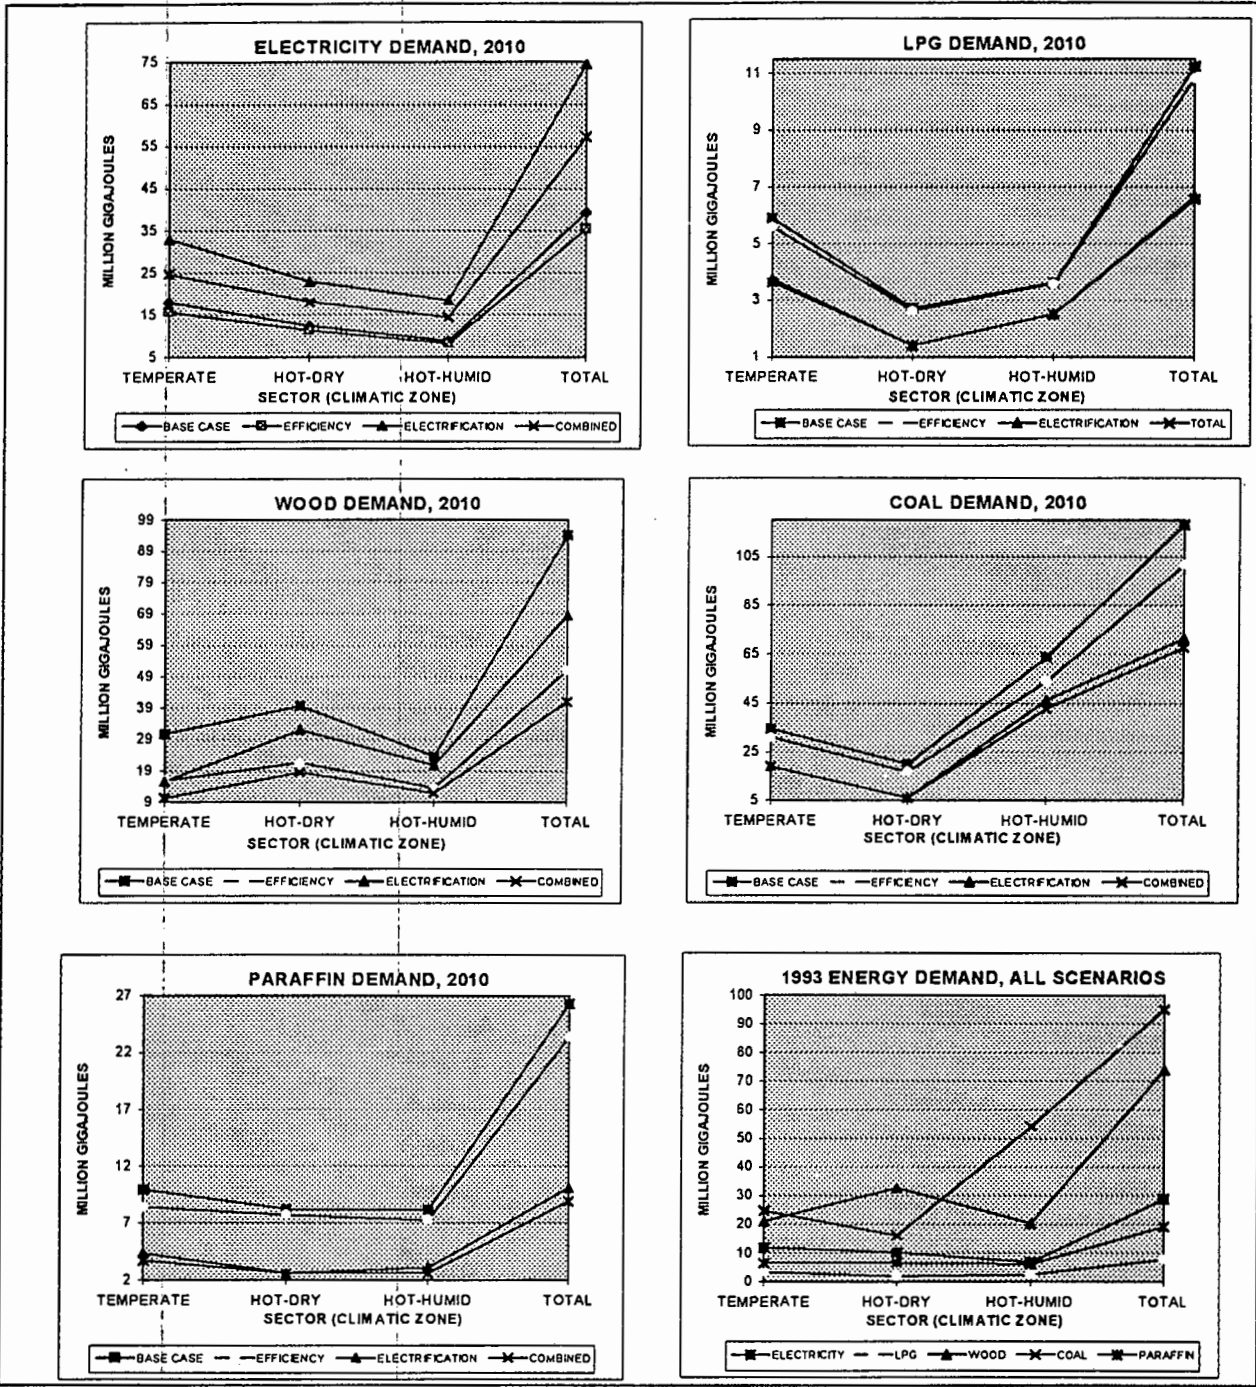 ELECTRICITY DEMAND, 2010
75
65
55
45
35
25
15
5
MILLION GIGAJOULES
TEMPERATE HOT-DRY HOT-HUMID TOTAL
SECTOR (CLIMATIC ZONE)
BASE CASE EFFICIENCY ELECTRIFICATION COMBINED
LPG DEMAND, 2010
11
9
7
5
3
1
MILLION GIGAJOULES
TEMPERATE HOT-DRY HOT-HUMID TOTAL
SECTOR (CLIMATIC ZONE)
BASE CASE EFFICIENCY ELECTRIFICATION TOTAL
WOOD DEMAND, 2010
99
89
79
69
59
49
39
29
19
9
MILLION GIGAJOULES
TEMPERATE HOT-DRY HOT-HUMID TOTAL
SECTOR (CLIMATIC ZONE)
BASE CASE EFFICIENCY ELECTRIFICATION COMBINED
COAL DEMAND, 2010
105
85
65
45
25
5
MILLION GIGAJOULES
TEMPERATE HOT-DRY HOT-HUMID TOTAL
SECTOR (CLIMATIC ZONE)
BASE CASE EFFICIENCY ELECTRIFICATION COMBINED
PARAFFIN DEMAND, 2010
27
22
17
12
7
2
MILLION GIGAJOULES
TEMPERATE HOT-DRY HOT-HUMID TOTAL
SECTOR (CLIMATIC ZONE)
BASE CASE EFFICIENCY ELECTRIFICATION COMBINED
1993 ENERGY DEMAND, ALL SCENARIOS
100
90
80
70
60
50
40
30
20
10
0
MILLION GIGAJOULES
TEMPERATE HOT-DRY HOT-HUMID TOTAL
SECTOR (CLIMATIC ZONE)
ELECTRICITY LPG WOOD COAL PARAFFIN